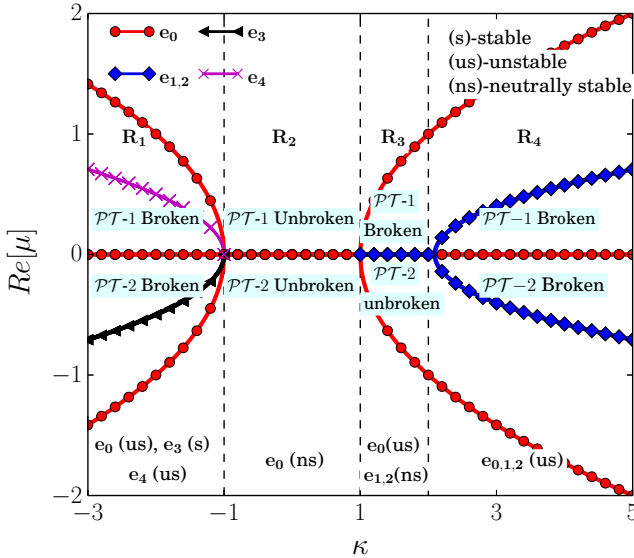 e₀ e₃
e₁,₂ e₄
(s)-stable
(us)-unstable
(ns)-neutrally stable
R₁ R₂ R₃ R₄
𝒫𝒯-1 Broken
𝒫𝒯-1 Unbroken
𝒫𝒯-1
Broken
𝒫𝒯−1 Broken
𝒫𝒯-2 Broken
𝒫𝒯-2 Unbroken
𝒫𝒯-2
unbroken
𝒫𝒯−2 Broken
e₀ (us), e₃ (s)
e₄ (us)
e₀ (ns)
e₀(us)
e₁,₂(ns)
e₀,₁,₂ (us)
2
1
0
−1
−2
−3 −1 1 2 5
Re[μ]
κ